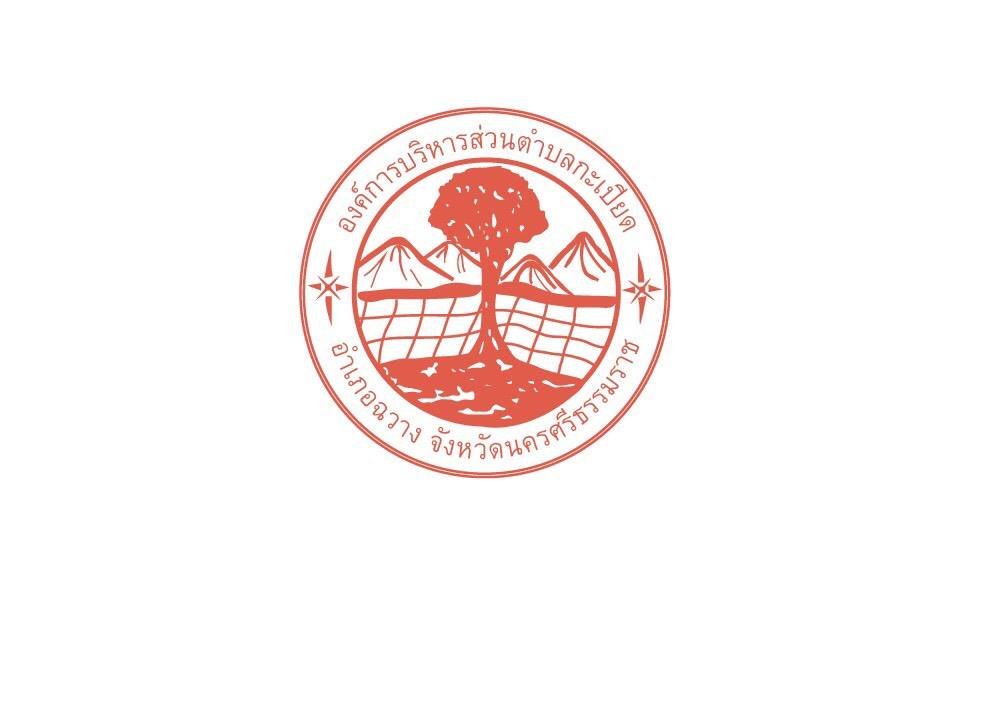 องค์การบริหารส่วนตำบลกะเปียด
อำเภอฉวาง จังหวัดนครศรีธรรมราช